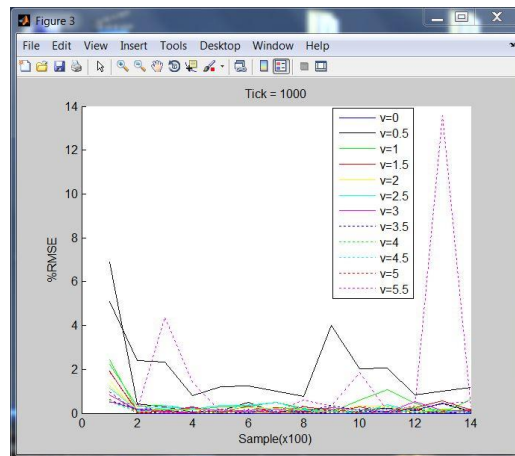 Figure 3
File Edit View Insert Tools Desktop Window Help
Tick = 1000
14
12
10
8
6
4
2
0
%RMSE
0 2 4 6 8 10 12 14
Sample(x100)
v=0
v=0.5
v=1
v=1.5
v=2
v=2.5
v=3
v=3.5
v=4
v=4.5
v=5
v=5.5